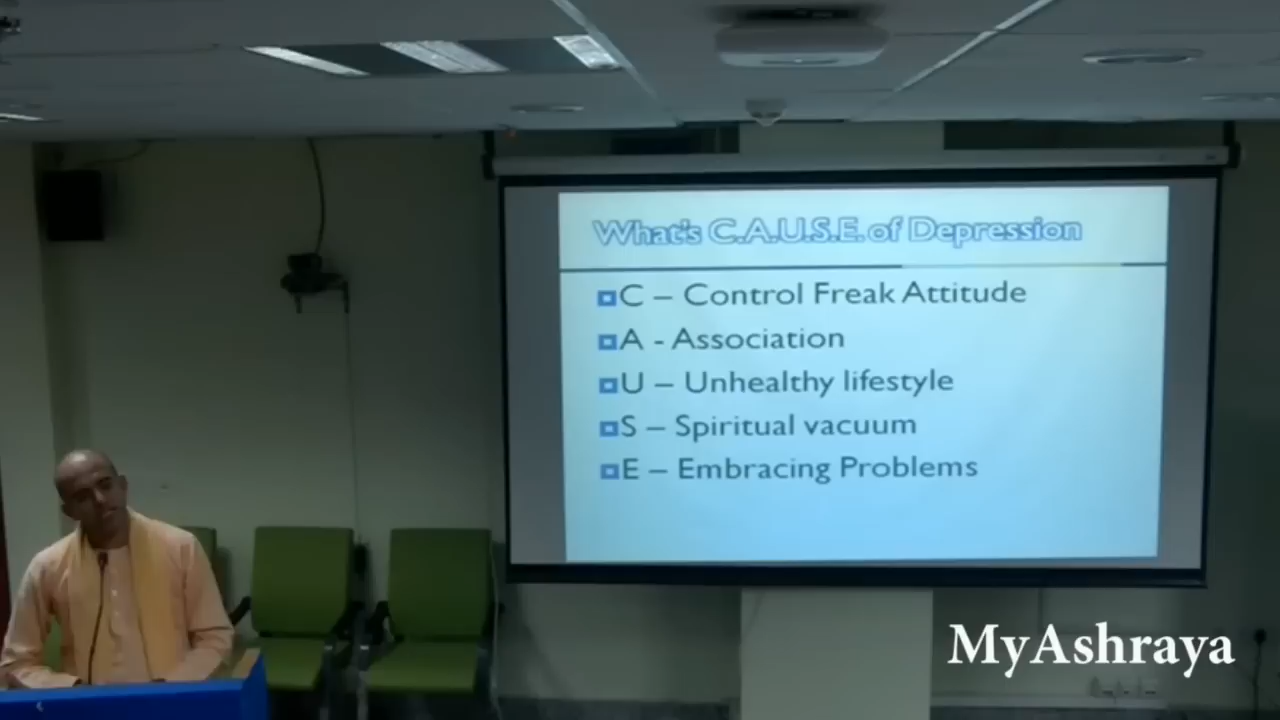 What's C.A.U.S.E. of Depression
C – Control Freak Attitude
A - Association
U – Unhealthy lifestyle
S – Spiritual vacuum
E – Embracing Problems
MyAshraya